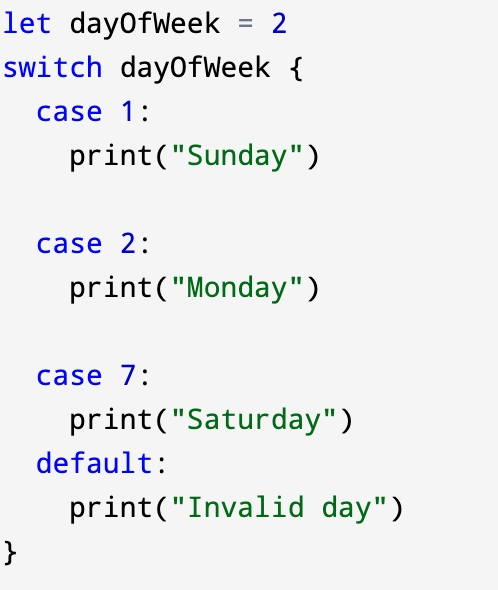 let dayOfWeek = 2
switch dayOfWeek {
  case 1:
    print("Sunday")

  case 2:
    print("Monday")

  case 7:
    print("Saturday")
  default:
    print("Invalid day")
}